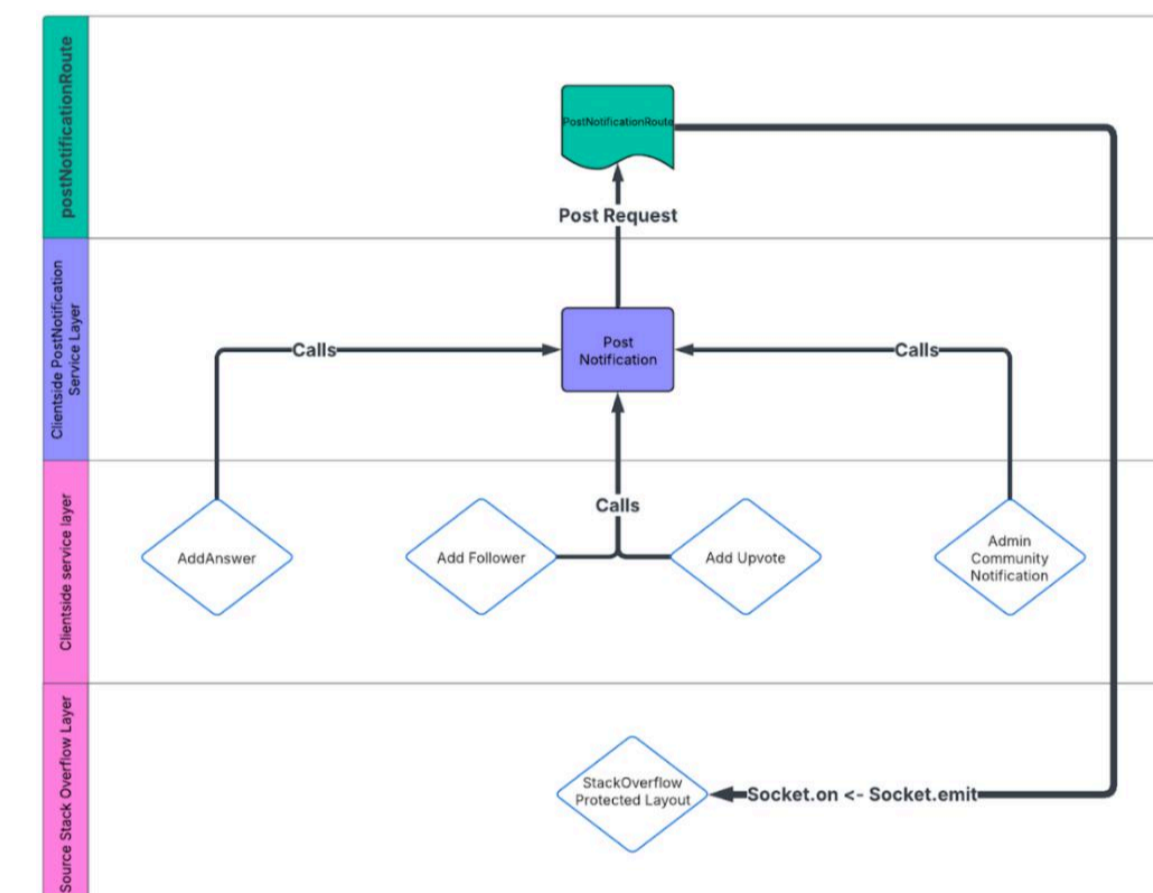 postNotificationRoute
PostNotificationRoute
Post Request
Clientside PostNotification
Service Layer
Calls
Post
Notification
Calls
Clientside service layer
Calls
AddAnswer
Add Follower
Add Upvote
Admin
Community
Notification
Source Stack Overflow Layer
StackOverflow
Protected Layout
Socket.on <- Socket.emit